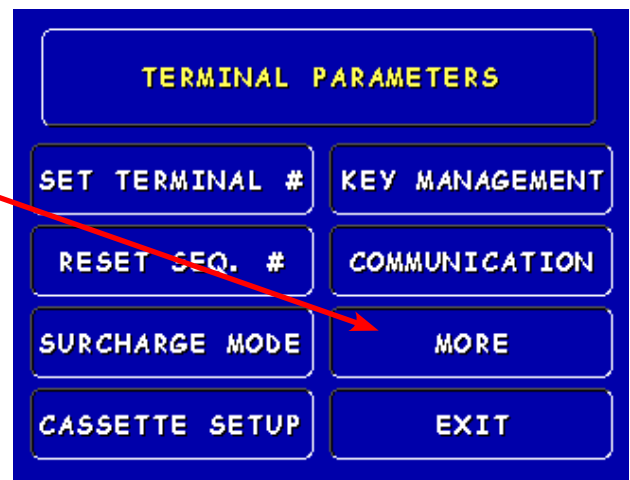 TERMINAL PARAMETERS
SET TERMINAL #
KEY MANAGEMENT
RESET SEQ. #
COMMUNICATION
SURCHARGE MODE
MORE
CASSETTE SETUP
EXIT